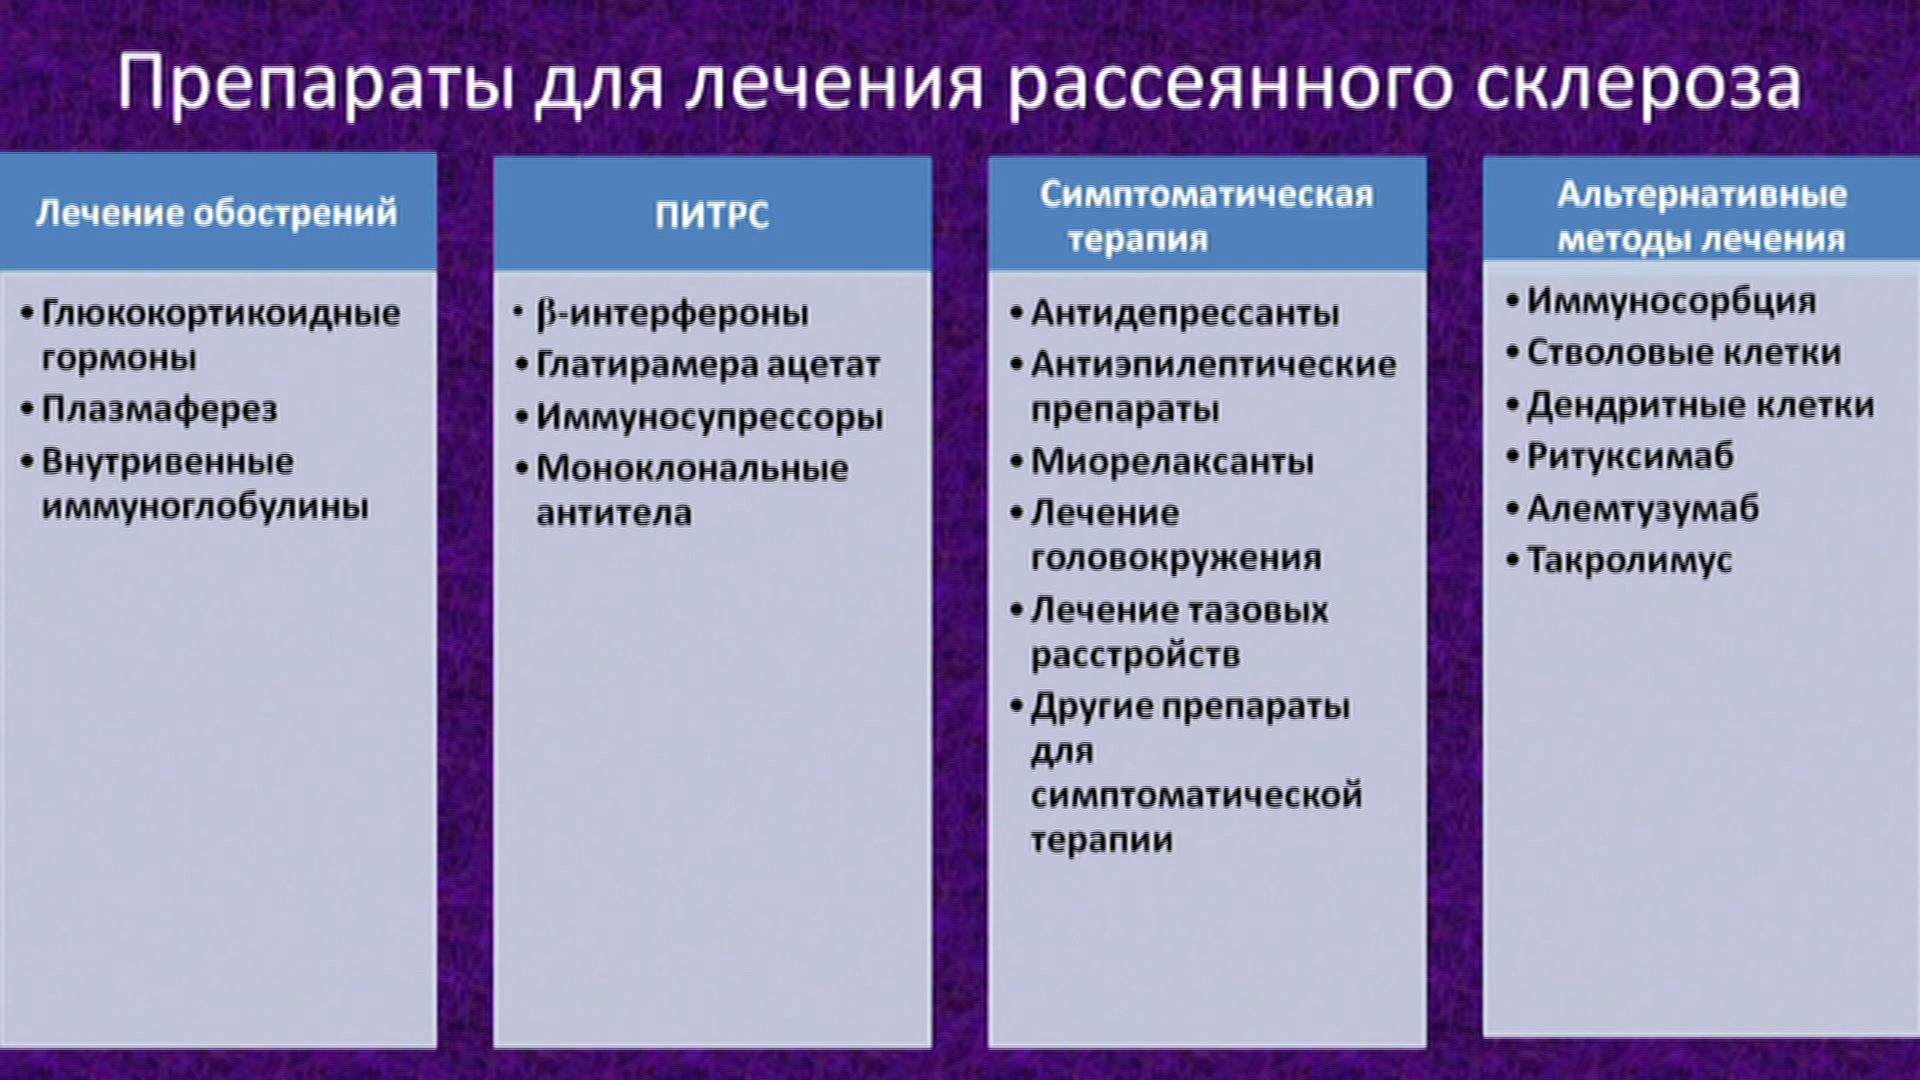 Препараты для лечения рассеянного склероза
Лечение обострений
• Глюкокортикоидные
гормоны
• Плазмаферез
• Внутривенные
иммуноглобулины
ПИТРС
• β-интерфероны
• Глатирамера ацетат
• Иммуносупрессоры
• Моноклональные
антитела
Симптоматическая
терапия
• Антидепрессанты
• Антиэпилептические
препараты
• Миорелаксанты
• Лечение
головокружения
• Лечение тазовых
расстройств
• Другие препараты
для
симптоматической
терапии
Альтернативные
методы лечения
• Иммуносорбция
• Стволовые клетки
• Дендритные клетки
• Ритуксимаб
• Алемтузумаб
• Такролимус